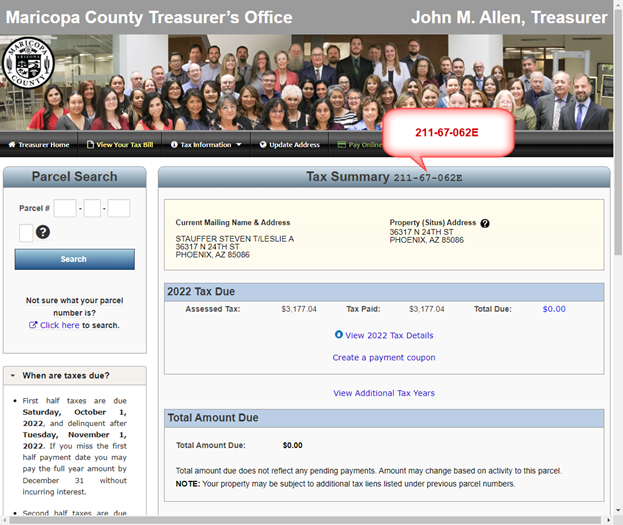 Maricopa County Treasurer's Office
John M. Allen, Treasurer
MARICOPA
COUNTY
Treasurer Home
View Your Tax Bill
Tax Information
Update Address
Pay Online
211-67-062E
Parcel Search
Parcel # - -
?
Search
Not sure what your parcel
number is?
Click here to search.
When are taxes due?
First half taxes are due
Saturday, October 1,
2022, and delinquent after
Tuesday, November 1,
2022. If you miss the first
half payment date you may
pay the full year amount by
December 31 without
incurring interest.
Second half taxes are due
Tax Summary 211-67-062E
Current Mailing Name & Address
STAUFFER STEVEN T/LESLIE A
36317 N 24TH ST
PHOENIX, AZ 85086
Property (Situs) Address ?
36317 N 24TH ST
PHOENIX, AZ 85086
2022 Tax Due
Assessed Tax: $3,177.04 Tax Paid: $3,177.04 Total Due: $0.00
View 2022 Tax Details
Create a payment coupon
View Additional Tax Years
Total Amount Due
Total Amount Due: $0.00
Total amount due does not reflect any pending payments. Amount may change based on activity to this parcel.
NOTE: Your property may be subject to additional tax liens listed under previous parcel numbers.